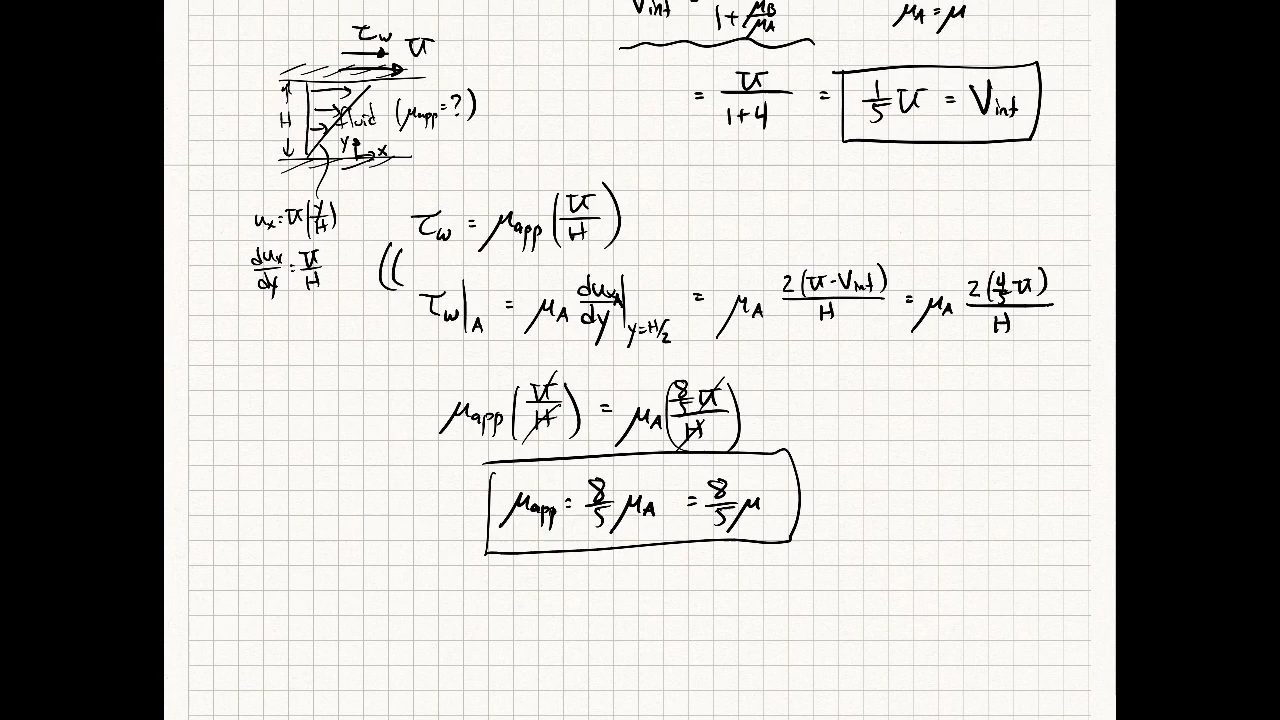 V_int = U / (1 + μ_B/μ_A)
μ_A = μ
= U / (1+4) = 1/5 U = V_int
τ_w U
H fluid (μ_app = ?)
y x
u_x = U(y/H)
du_x/dy = U/H
τ_w = μ_app (U/H)
((
τ_w|_A = μ_A du_xA/dy |_y=H/2 = μ_A 2(U-V_int)/H = μ_A 2(4/5 U)/H
μ_app (U/H) = μ_A (8/5 U/H)
μ_app = 8/5 μ_A = 8/5 μ